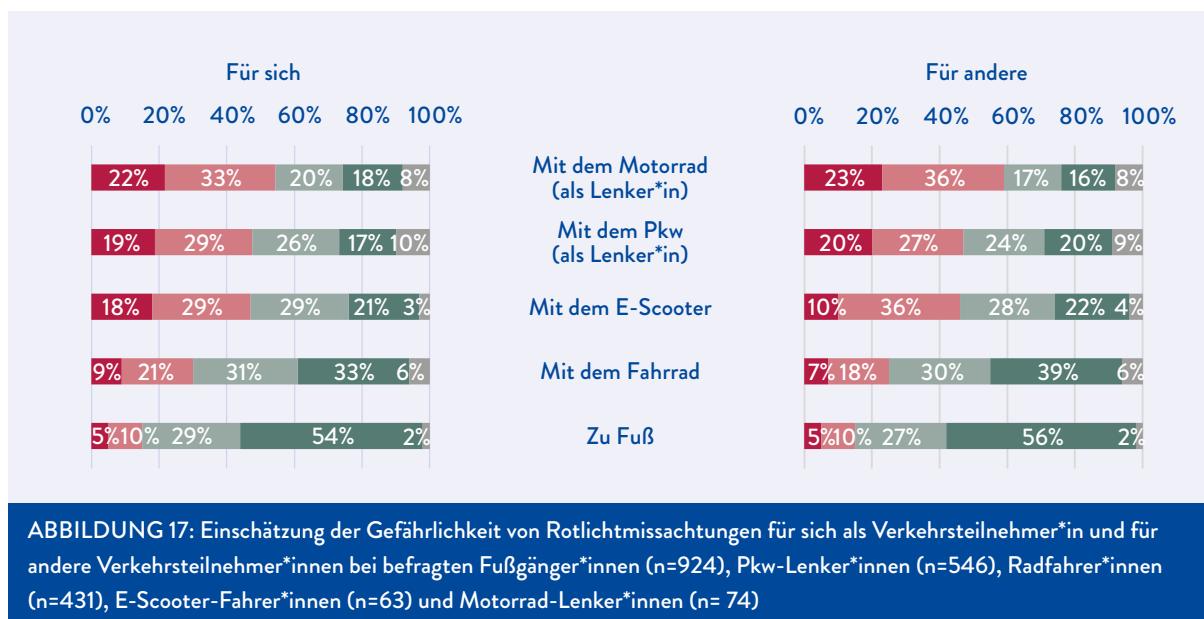 Für sich
Für andere
0% 20% 40% 60% 80% 100%
0% 20% 40% 60% 80% 100%
22% 33% 20% 18% 8%
Mit dem Motorrad
(als Lenker*in)
23% 36% 17% 16% 8%
19% 29% 26% 17% 10%
Mit dem Pkw
(als Lenker*in)
20% 27% 24% 20% 9%
18% 29% 29% 21% 3%
Mit dem E-Scooter
10% 36% 28% 22% 4%
9% 21% 31% 33% 6%
Mit dem Fahrrad
7% 18% 30% 39% 6%
5% 10% 29% 54% 2%
Zu Fuß
5% 10% 27% 56% 2%
ABBILDUNG 17: Einschätzung der Gefährlichkeit von Rotlichtmissachtungen für sich als Verkehrsteilnehmer*in und für
andere Verkehrsteilnehmer*innen bei befragten Fußgänger*innen (n=924), Pkw-Lenker*innen (n=546), Radfahrer*innen
(n=431), E-Scooter-Fahrer*innen (n=63) und Motorrad-Lenker*innen (n= 74)